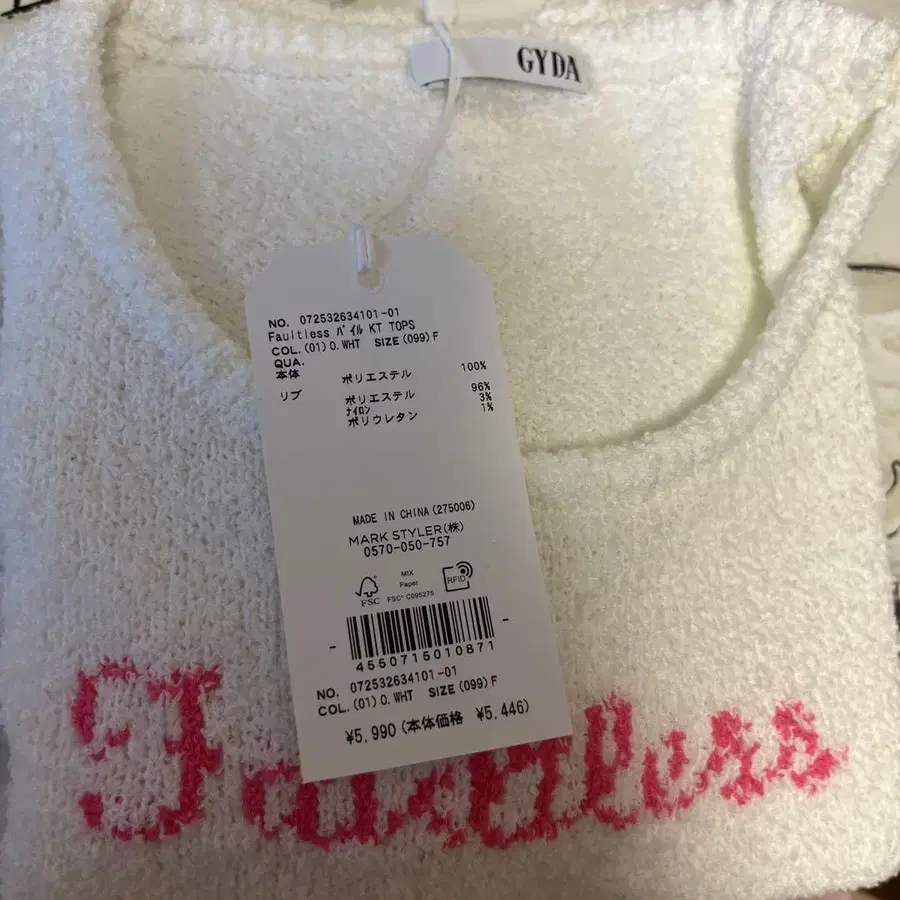 GYDA
NO. 072532634101-01
Faultless パイル KT TOPS
COL.(01)O.WHT SIZE(099)F
QUA.
本体 ポリエステル 100%
リブ ポリエステル 96%
ナイロン 3%
ポリウレタン 1%
MADE IN CHINA(275006)
MARK STYLER(株)
0570-050-757
FSC
MIX
Paper
FSC® C095275
RFID
4550715010871
NO. 072532634101-01
COL.(01)O.WHT SIZE(099)F
¥5,990(本体価格 ¥5,446)
Faultless